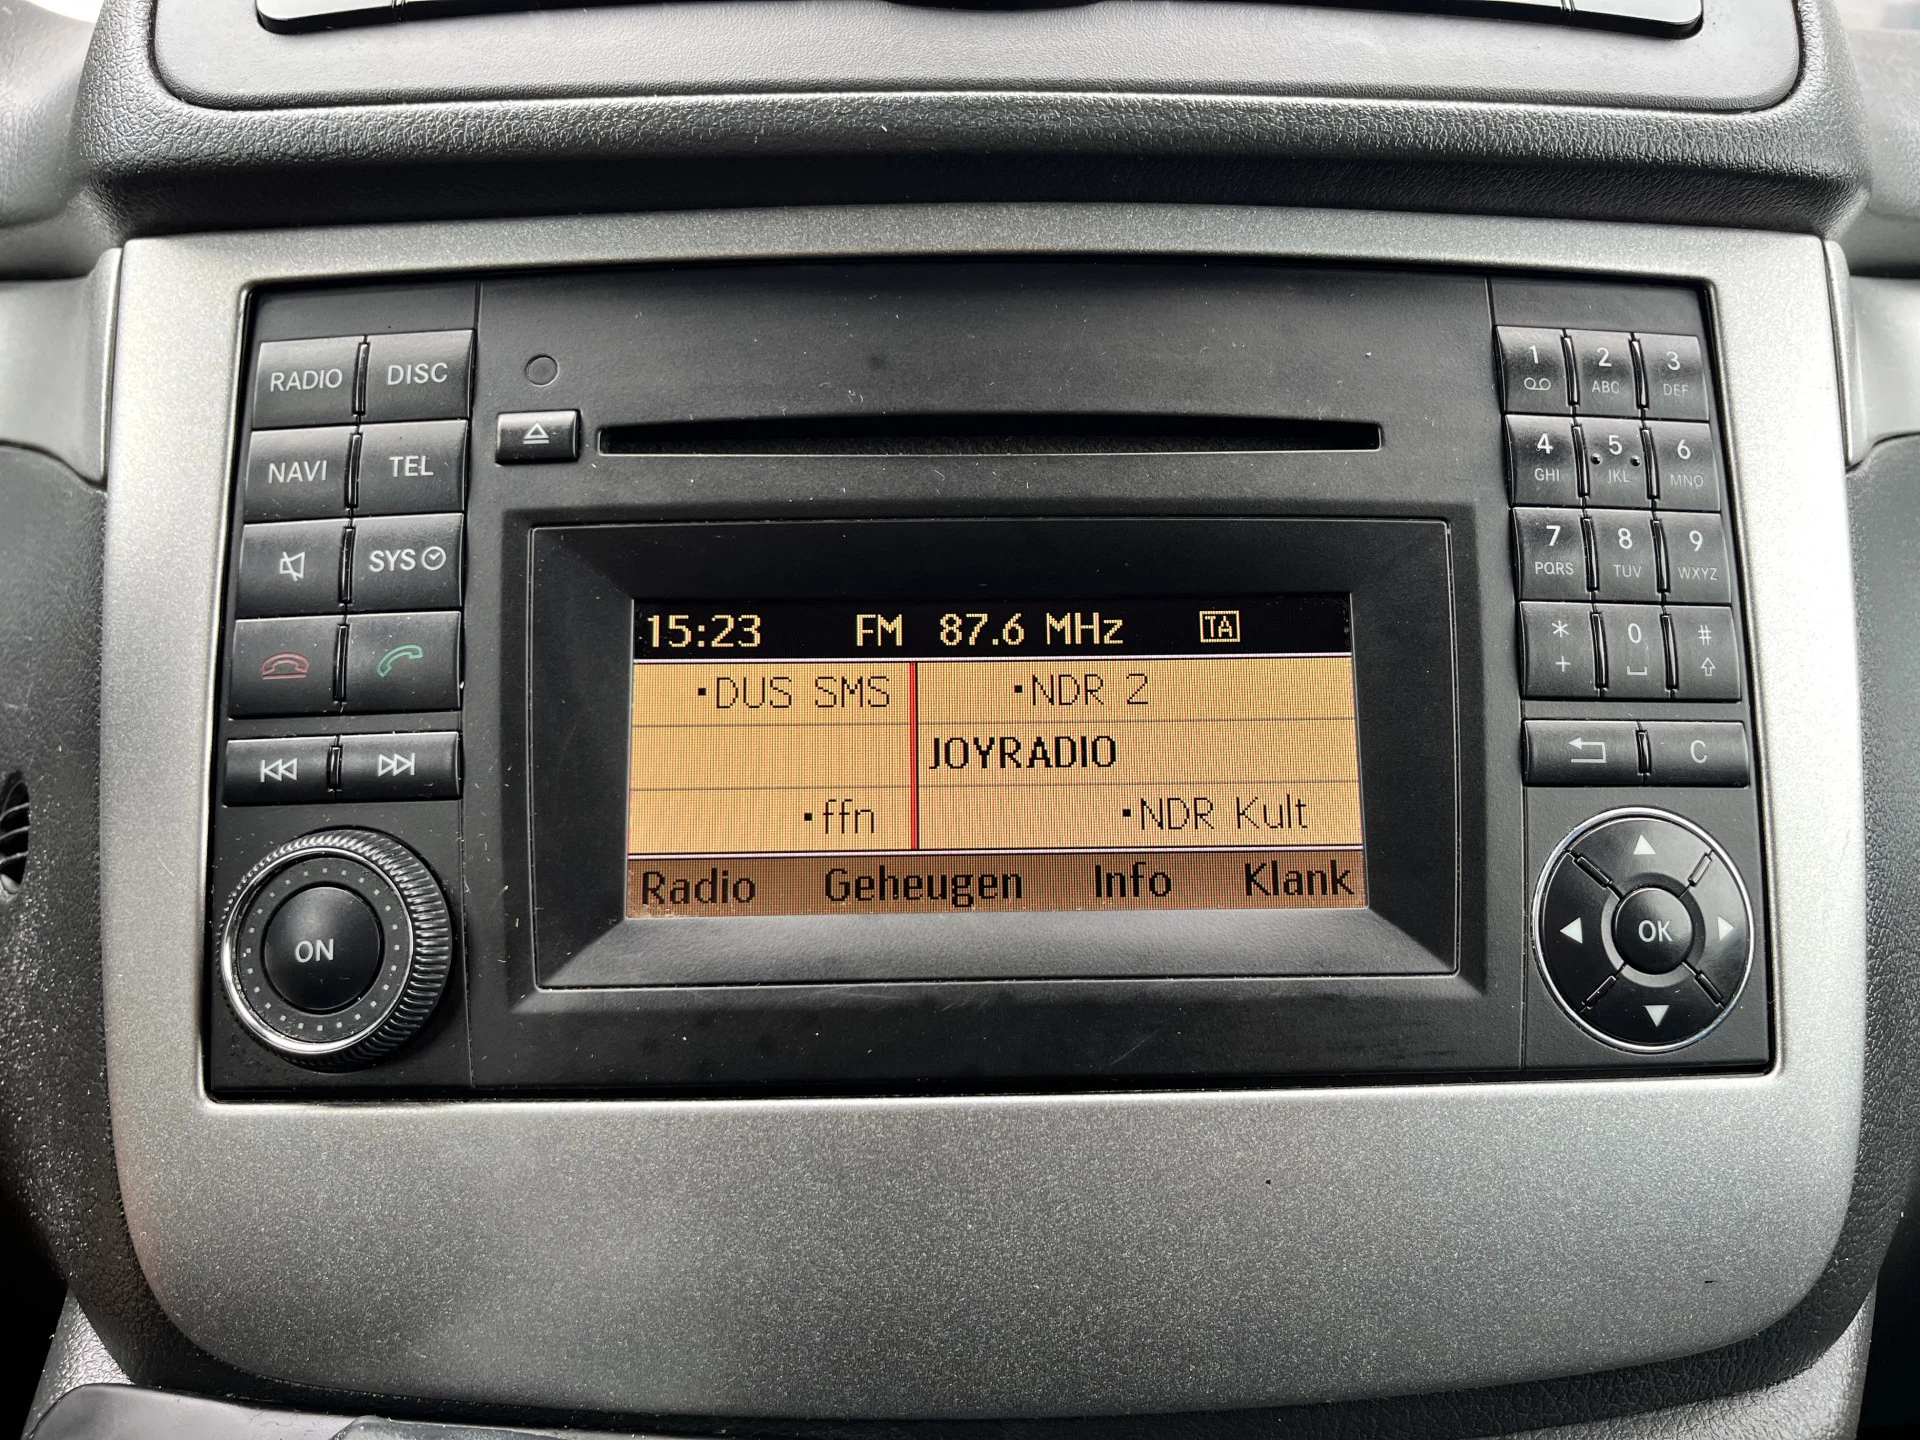 RADIO DISC
NAVI TEL
SYS
ON
15:23 FM 87.6 MHz TA
·DUS SMS ·NDR 2
JOYRADIO
·ffn ·NDR Kult
Radio Geheugen Info Klank
1 2 3
ABC DEF
4 5 6
GHI JKL MNO
7 8 9
PQRS TUV WXYZ
* 0 #
+
C
OK